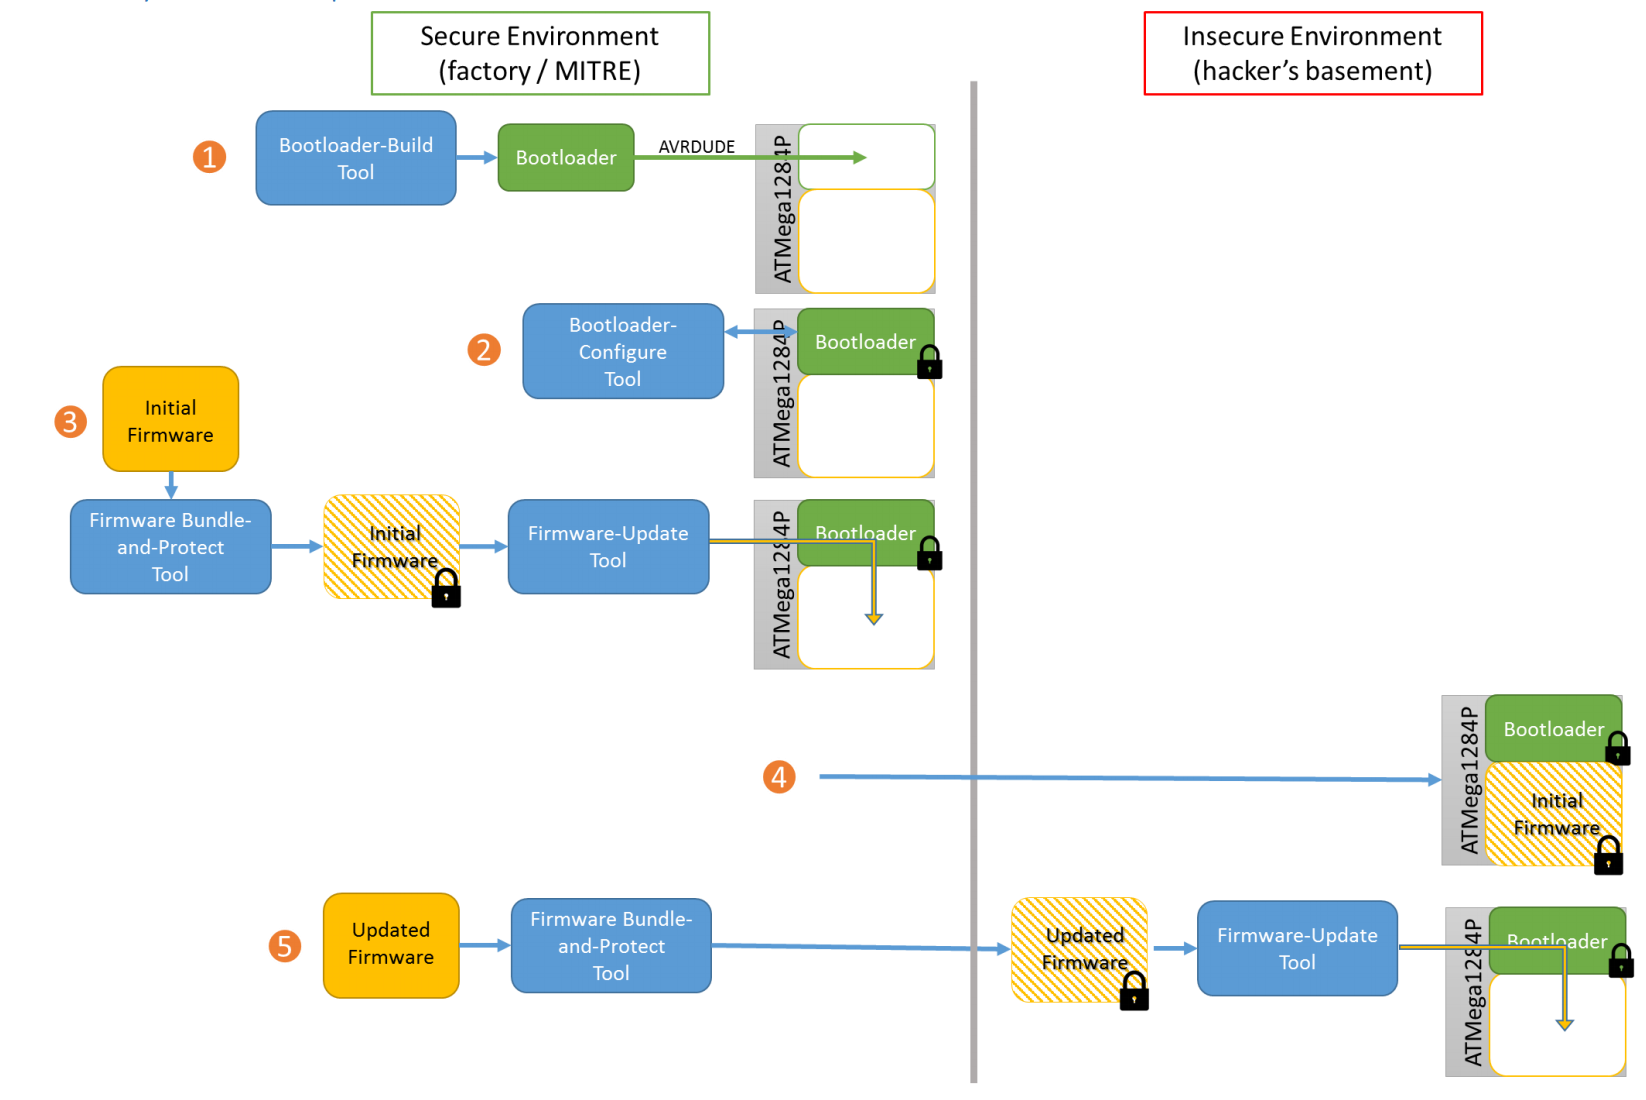 Secure Environment
(factory / MITRE)
Insecure Environment
(hacker's basement)
1
Bootloader-Build
Tool
Bootloader
AVRDUDE
ATMega1284P
2
Bootloader-
Configure
Tool
ATMega1284P
Bootloader
3
Initial
Firmware
Firmware Bundle-
and-Protect
Tool
Initial
Firmware
Firmware-Update
Tool
ATMega1284P
Bootloader
4
ATMega1284P
Bootloader
Initial
Firmware
5
Updated
Firmware
Firmware Bundle-
and-Protect
Tool
Updated
Firmware
Firmware-Update
Tool
ATMega1284P
Bootloader